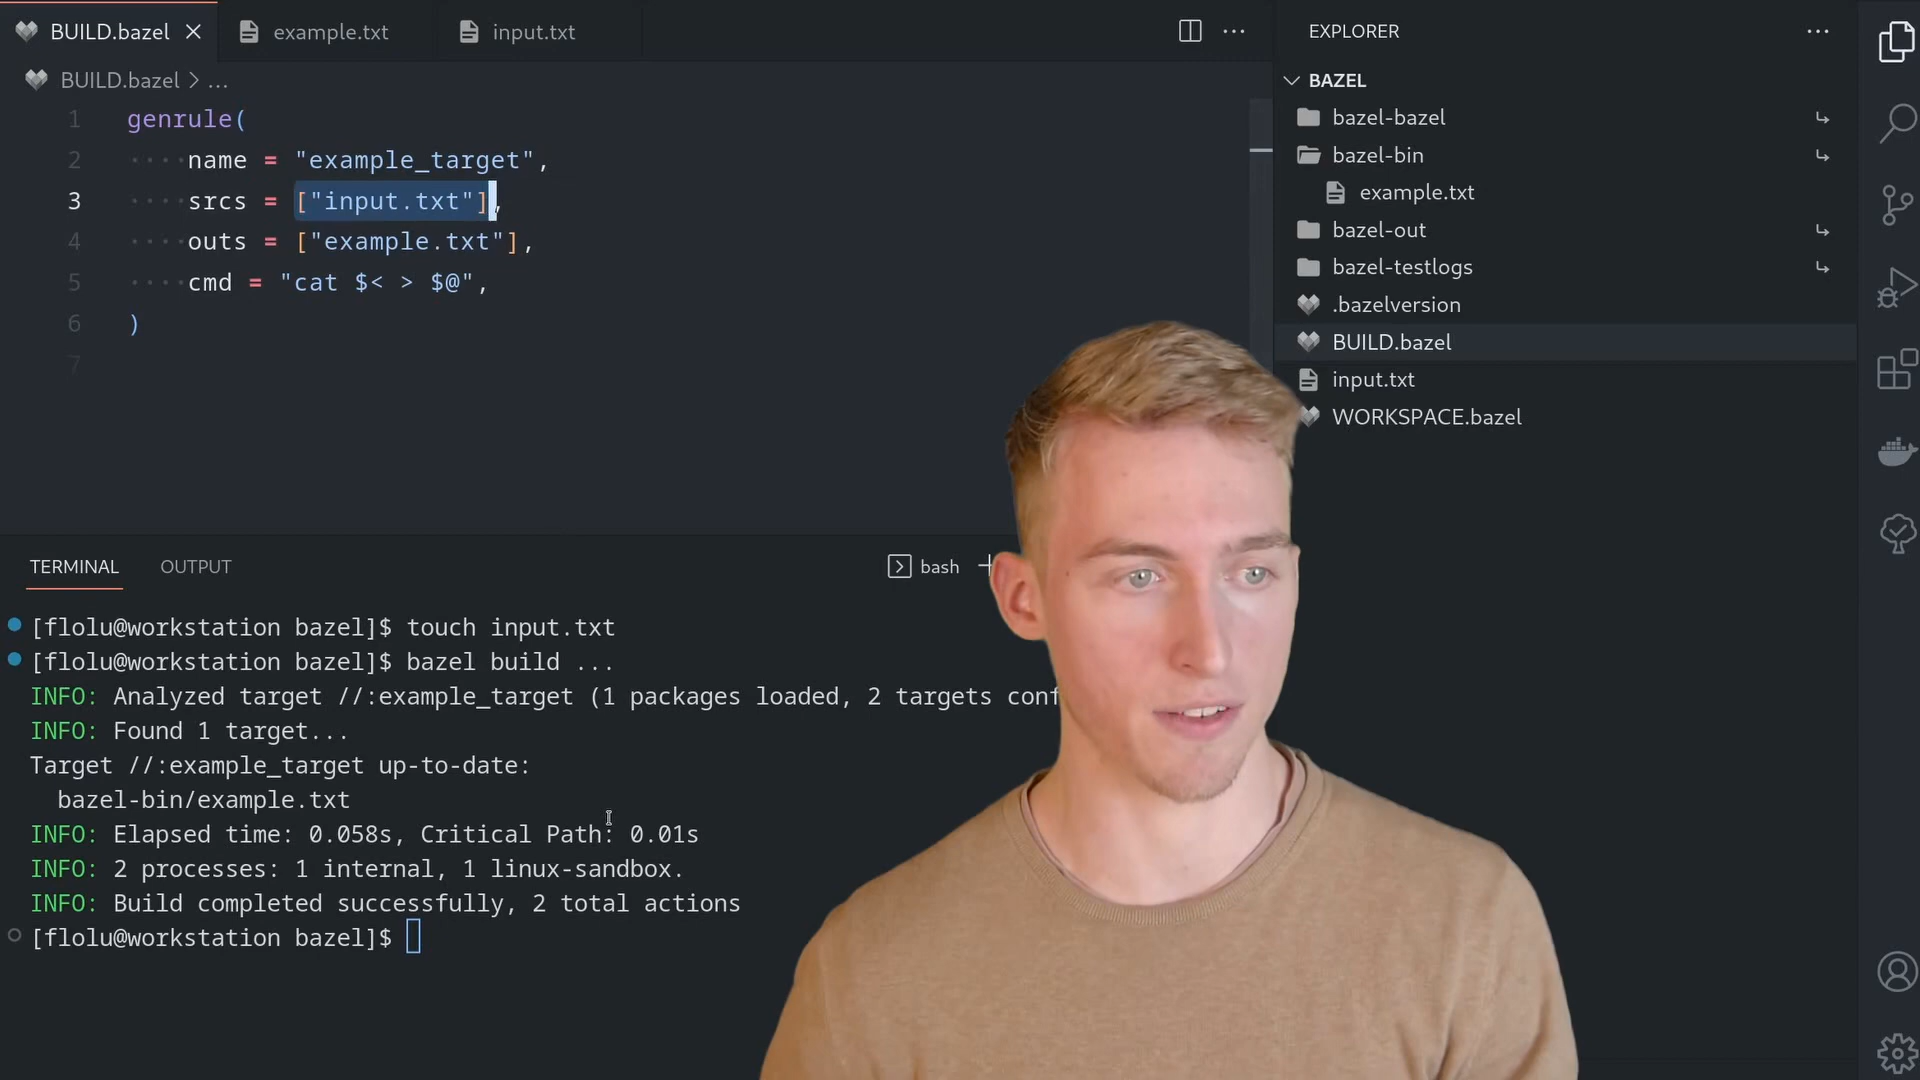 BUILD.bazel
example.txt
input.txt
BUILD.bazel > ...
1 genrule(
2 ····name = "example_target",
3 ····srcs = ["input.txt"],
4 ····outs = ["example.txt"],
5 ····cmd = "cat $< > $@",
6 )
7
EXPLORER
BAZEL
bazel-bazel
bazel-bin
example.txt
bazel-out
bazel-testlogs
.bazelversion
BUILD.bazel
input.txt
WORKSPACE.bazel
TERMINAL OUTPUT
bash
[flolu@workstation bazel]$ touch input.txt
[flolu@workstation bazel]$ bazel build ...
INFO: Analyzed target //:example_target (1 packages loaded, 2 targets conf
INFO: Found 1 target...
Target //:example_target up-to-date:
bazel-bin/example.txt
INFO: Elapsed time: 0.058s, Critical Path: 0.01s
INFO: 2 processes: 1 internal, 1 linux-sandbox.
INFO: Build completed successfully, 2 total actions
[flolu@workstation bazel]$